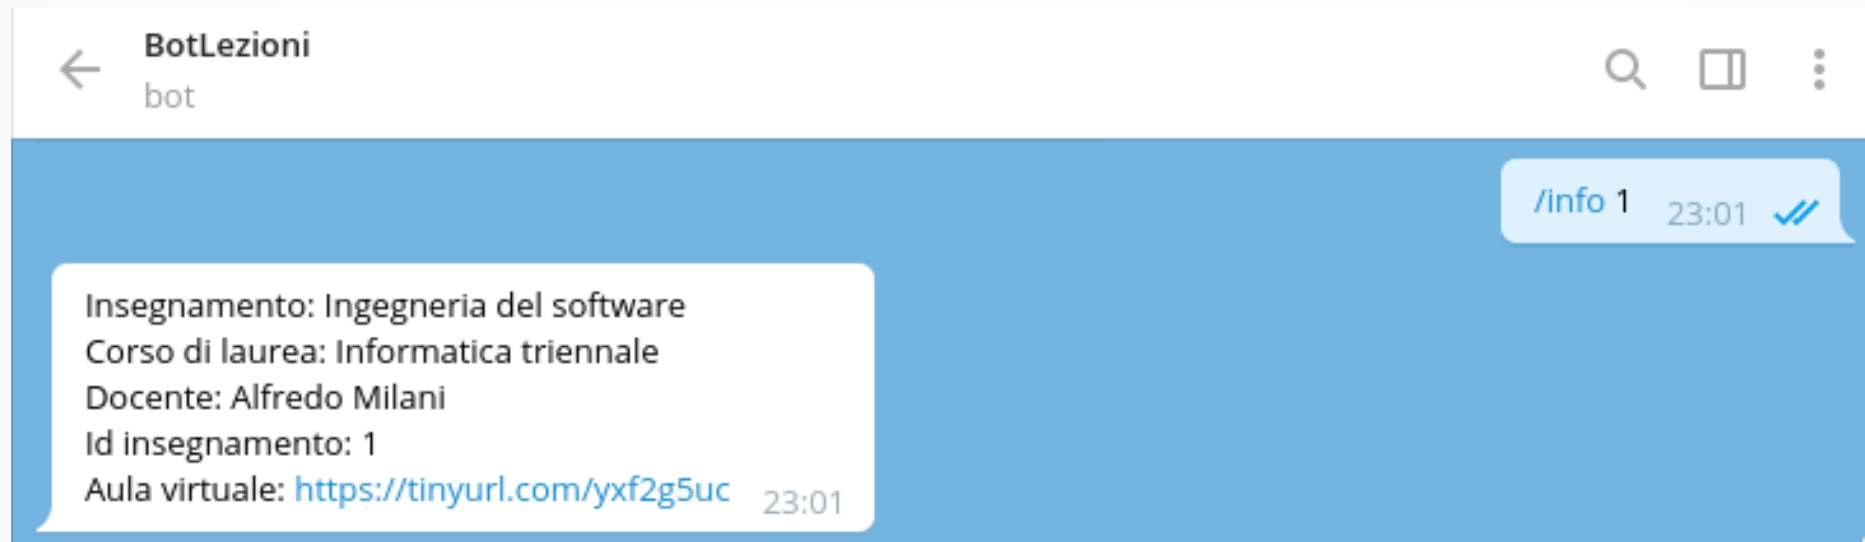 BotLezioni
bot
/info 1 23:01
Insegnamento: Ingegneria del software
Corso di laurea: Informatica triennale
Docente: Alfredo Milani
Id insegnamento: 1
Aula virtuale: https://tinyurl.com/yxf2g5uc 23:01